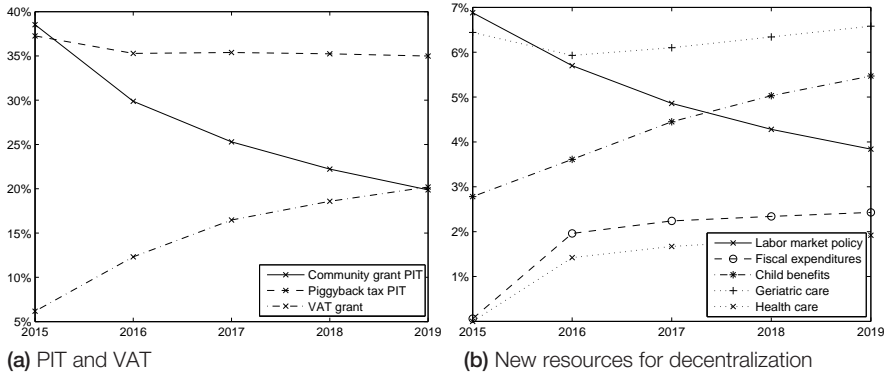 40%
35%
30%
25%
20%
15%
10%
5%
2015 2016 2017 2018 2019
Community grant PIT
Piggyback tax PIT
VAT grant
(a) PIT and VAT
7%
6%
5%
4%
3%
2%
1%
2015 2016 2017 2018 2019
Labor market policy
Fiscal expenditures
Child benefits
Geriatric care
Health care
(b) New resources for decentralization